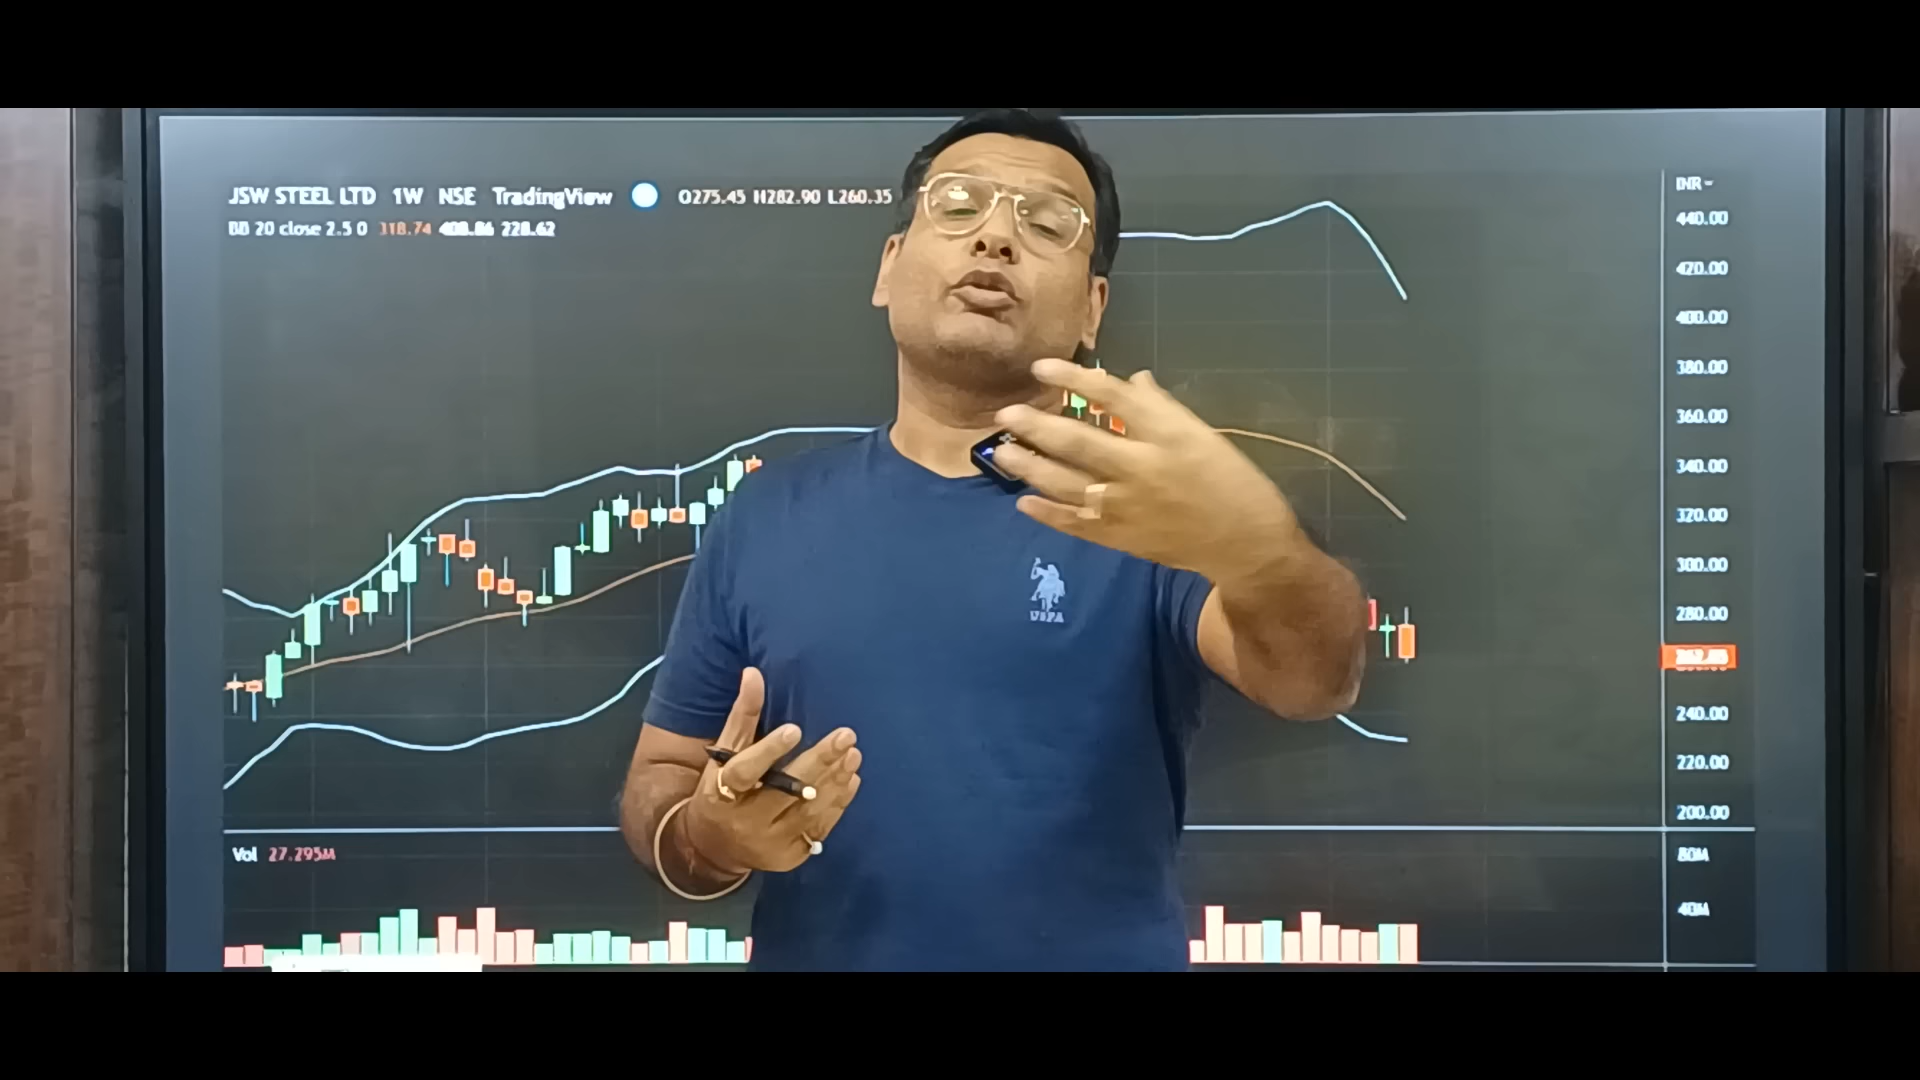 JSW STEEL LTD 1W NSE TradingView O275.45 H282.90 L260.35
BB 20 close 2.5 0 318.74 408.86 228.62
INR
440.00
420.00
400.00
380.00
360.00
340.00
320.00
300.00
280.00
240.00
220.00
200.00
Vol 27.295M
80M
40M
USPA